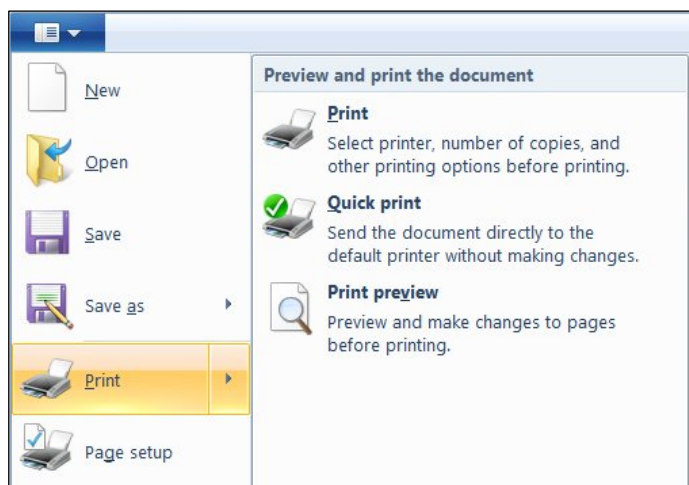 New
Open
Save
Save as
Print
Page setup
Preview and print the document
Print
Select printer, number of copies, and
other printing options before printing.
Quick print
Send the document directly to the
default printer without making changes.
Print preview
Preview and make changes to pages
before printing.